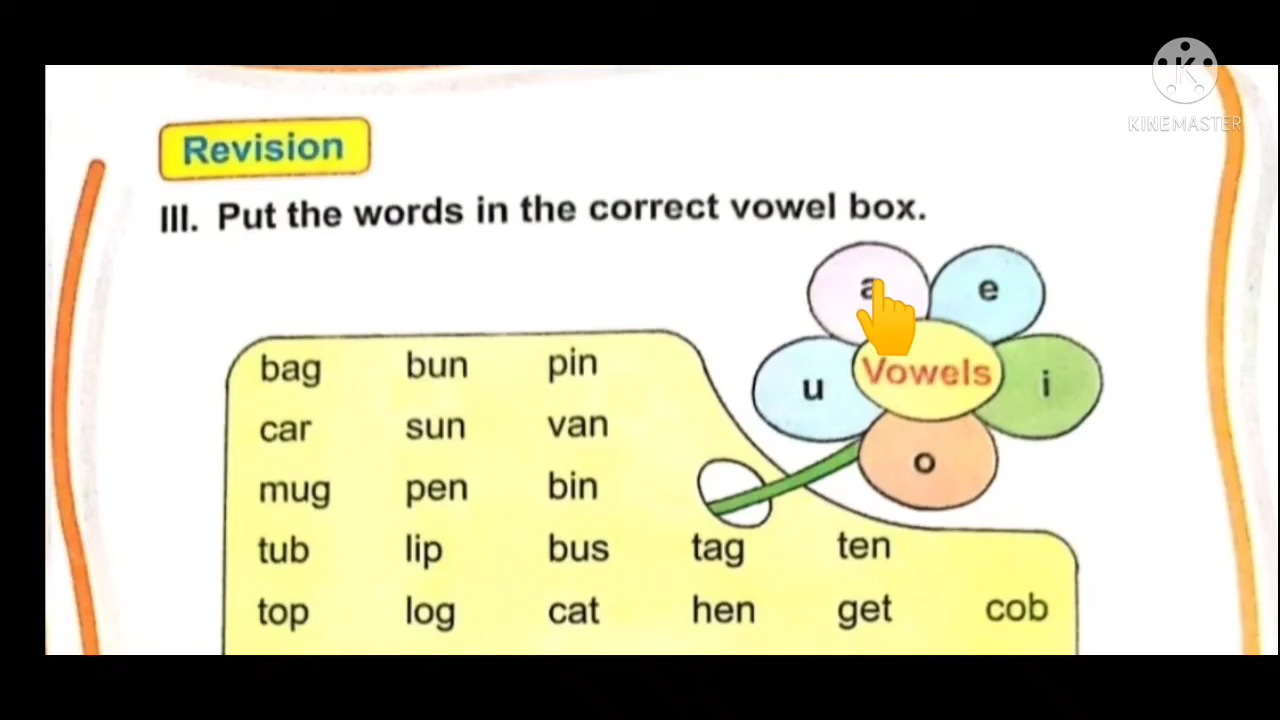 KINEMASTER
Revision
III. Put the words in the correct vowel box.
a e
Vowels
u i
o
bag bun pin
car sun van
mug pen bin
tub lip bus tag ten
top log cat hen get cob